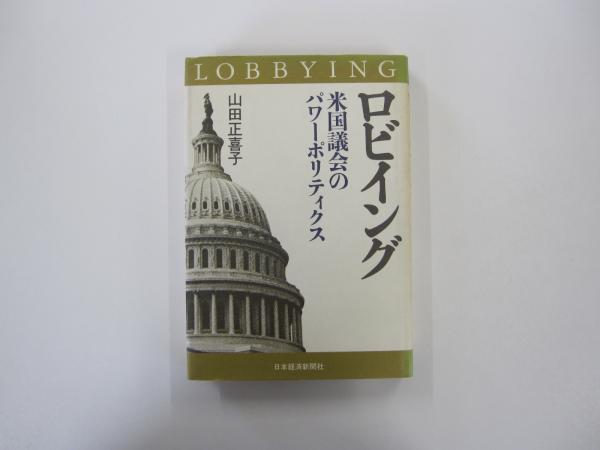 LOBBYING
ロビイング
米国議会の
パワーポリティクス
山田正喜子
日本経済新聞社